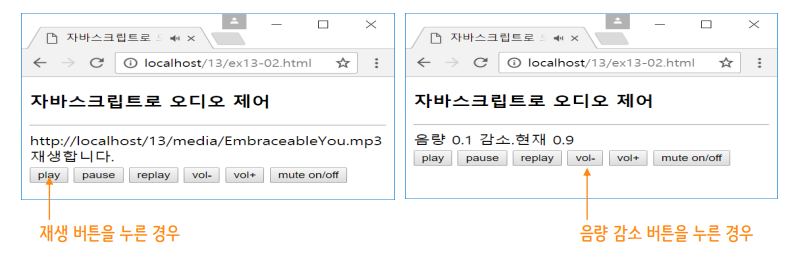 자바스크립트로 오
localhost/13/ex13-02.html
자바스크립트로 오디오 제어
http://localhost/13/media/EmbraceableYou.mp3
재생합니다.
play pause replay vol- vol+ mute on/off
재생 버튼을 누른 경우
자바스크립트로 오
localhost/13/ex13-02.html
자바스크립트로 오디오 제어
음량 0.1 감소.현재 0.9
play pause replay vol- vol+ mute on/off
음량 감소 버튼을 누른 경우